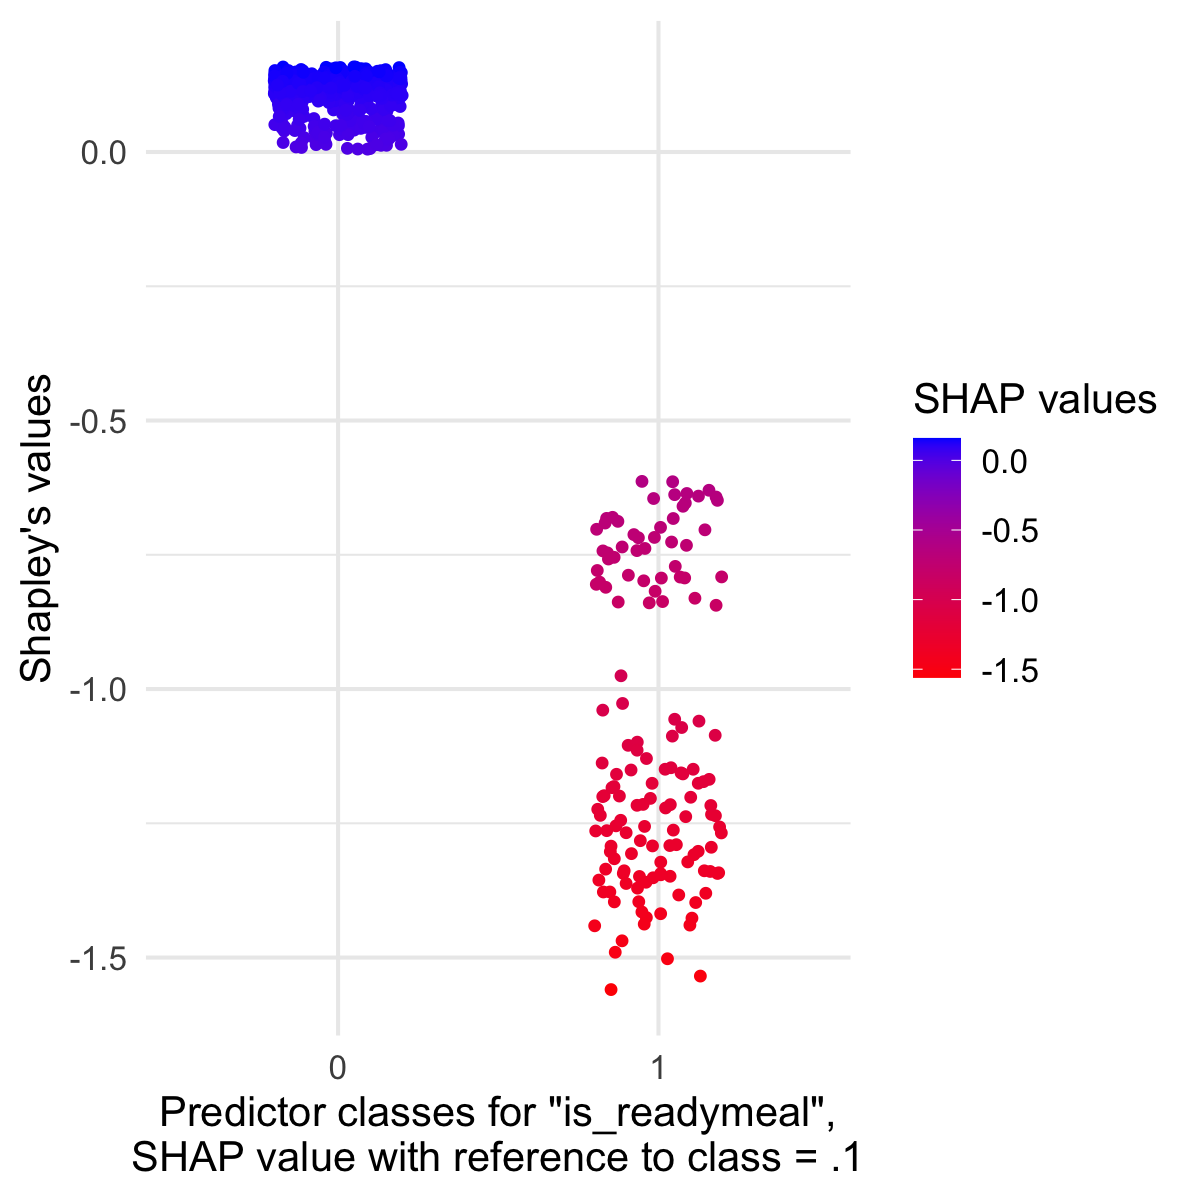 0.0
-0.5
-1.0
-1.5
Shapley's values
0
1
Predictor classes for "is_readymeal",
SHAP value with reference to class = .1
SHAP values
0.0
-0.5
-1.0
-1.5